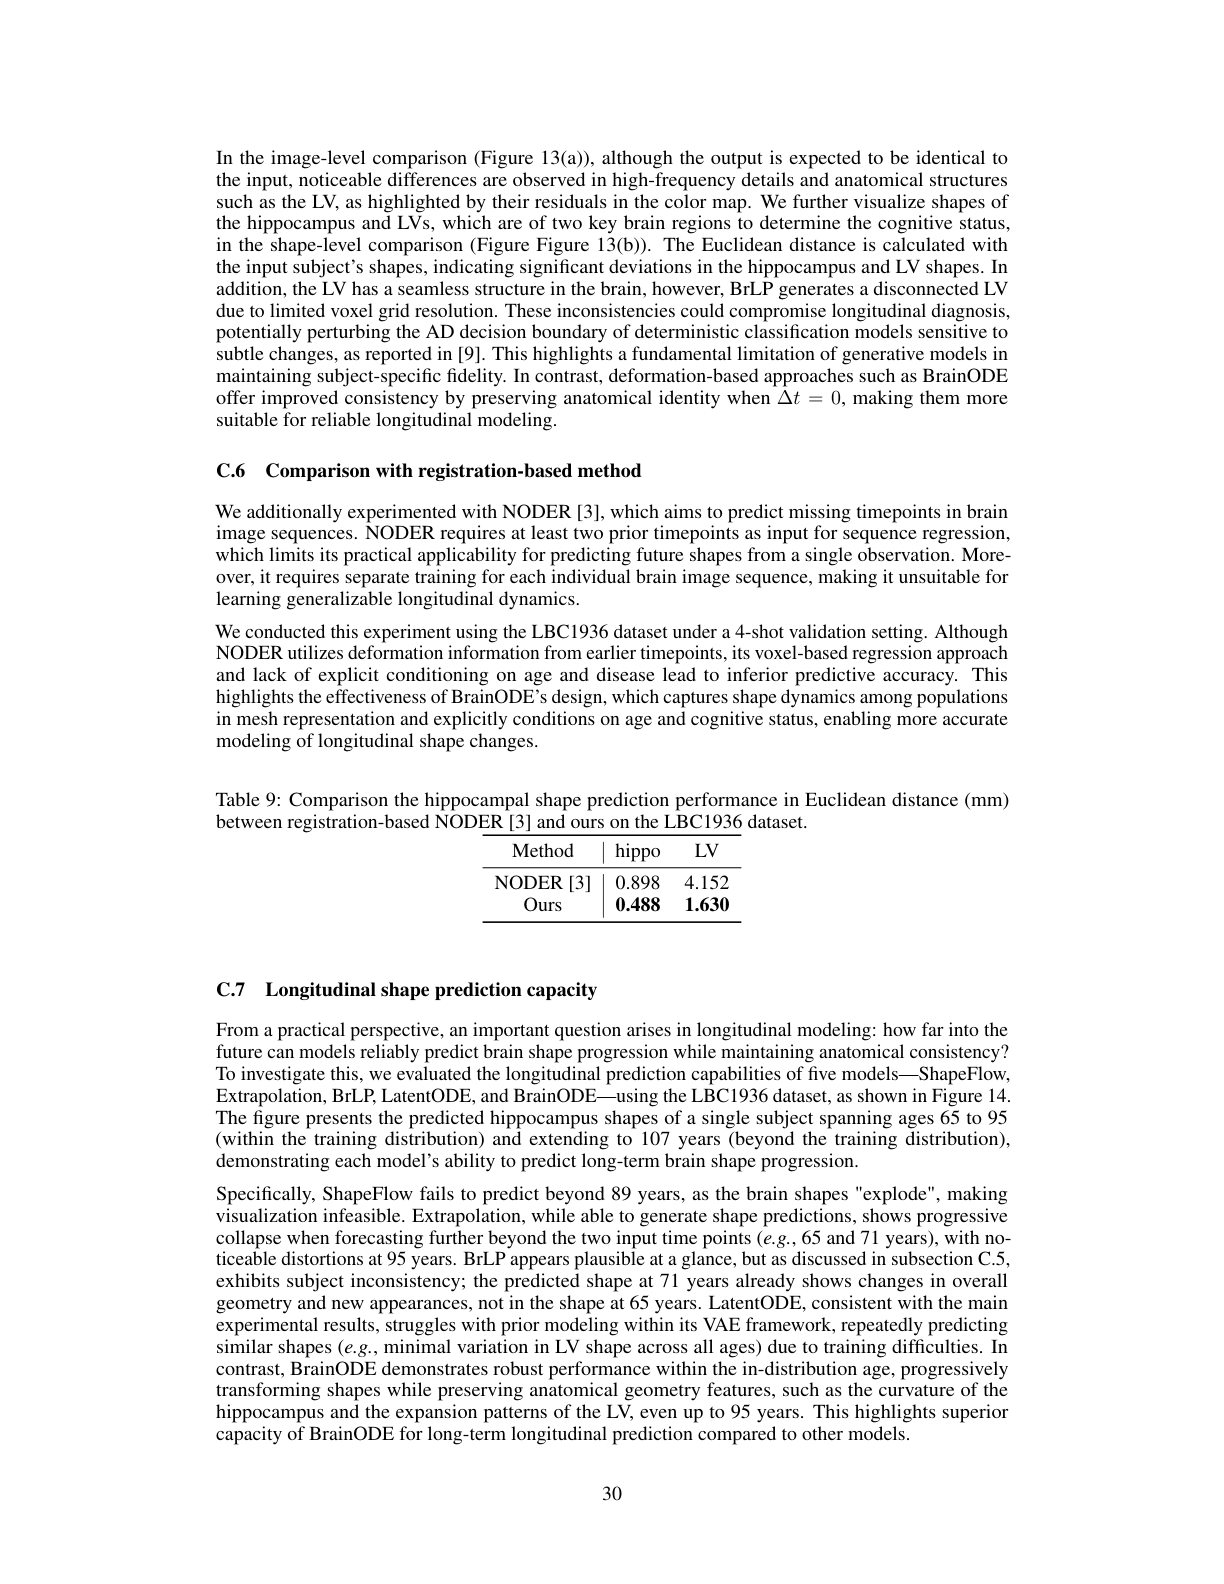 In the image-level comparison (Figure 13(a)), although the output is expected to be identical to
the input, noticeable differences are observed in high-frequency details and anatomical structures
such as the LV, as highlighted by their residuals in the color map. We further visualize shapes of
the hippocampus and LVs, which are of two key brain regions to determine the cognitive status,
in the shape-level comparison (Figure Figure 13(b)). The Euclidean distance is calculated with
the input subject's shapes, indicating significant deviations in the hippocampus and LV shapes. In
addition, the LV has a seamless structure in the brain, however, BrLP generates a disconnected LV
due to limited voxel grid resolution. These inconsistencies could compromise longitudinal diagnosis,
potentially perturbing the AD decision boundary of deterministic classification models sensitive to
subtle changes, as reported in [9]. This highlights a fundamental limitation of generative models in
maintaining subject-specific fidelity. In contrast, deformation-based approaches such as BrainODE
offer improved consistency by preserving anatomical identity when Δt = 0, making them more
suitable for reliable longitudinal modeling.
C.6 Comparison with registration-based method
We additionally experimented with NODER [3], which aims to predict missing timepoints in brain
image sequences. NODER requires at least two prior timepoints as input for sequence regression,
which limits its practical applicability for predicting future shapes from a single observation. More-
over, it requires separate training for each individual brain image sequence, making it unsuitable for
learning generalizable longitudinal dynamics.
We conducted this experiment using the LBC1936 dataset under a 4-shot validation setting. Although
NODER utilizes deformation information from earlier timepoints, its voxel-based regression approach
and lack of explicit conditioning on age and disease lead to inferior predictive accuracy. This
highlights the effectiveness of BrainODE's design, which captures shape dynamics among populations
in mesh representation and explicitly conditions on age and cognitive status, enabling more accurate
modeling of longitudinal shape changes.
Table 9: Comparison the hippocampal shape prediction performance in Euclidean distance (mm)
between registration-based NODER [3] and ours on the LBC1936 dataset.
Method hippo LV
NODER [3] 0.898 4.152
Ours 0.488 1.630
C.7 Longitudinal shape prediction capacity
From a practical perspective, an important question arises in longitudinal modeling: how far into the
future can models reliably predict brain shape progression while maintaining anatomical consistency?
To investigate this, we evaluated the longitudinal prediction capabilities of five models—ShapeFlow,
Extrapolation, BrLP, LatentODE, and BrainODE—using the LBC1936 dataset, as shown in Figure 14.
The figure presents the predicted hippocampus shapes of a single subject spanning ages 65 to 95
(within the training distribution) and extending to 107 years (beyond the training distribution),
demonstrating each model's ability to predict long-term brain shape progression.
Specifically, ShapeFlow fails to predict beyond 89 years, as the brain shapes "explode", making
visualization infeasible. Extrapolation, while able to generate shape predictions, shows progressive
collapse when forecasting further beyond the two input time points (e.g., 65 and 71 years), with no-
ticeable distortions at 95 years. BrLP appears plausible at a glance, but as discussed in subsection C.5,
exhibits subject inconsistency; the predicted shape at 71 years already shows changes in overall
geometry and new appearances, not in the shape at 65 years. LatentODE, consistent with the main
experimental results, struggles with prior modeling within its VAE framework, repeatedly predicting
similar shapes (e.g., minimal variation in LV shape across all ages) due to training difficulties. In
contrast, BrainODE demonstrates robust performance within the in-distribution age, progressively
transforming shapes while preserving anatomical geometry features, such as the curvature of the
hippocampus and the expansion patterns of the LV, even up to 95 years. This highlights superior
capacity of BrainODE for long-term longitudinal prediction compared to other models.
30